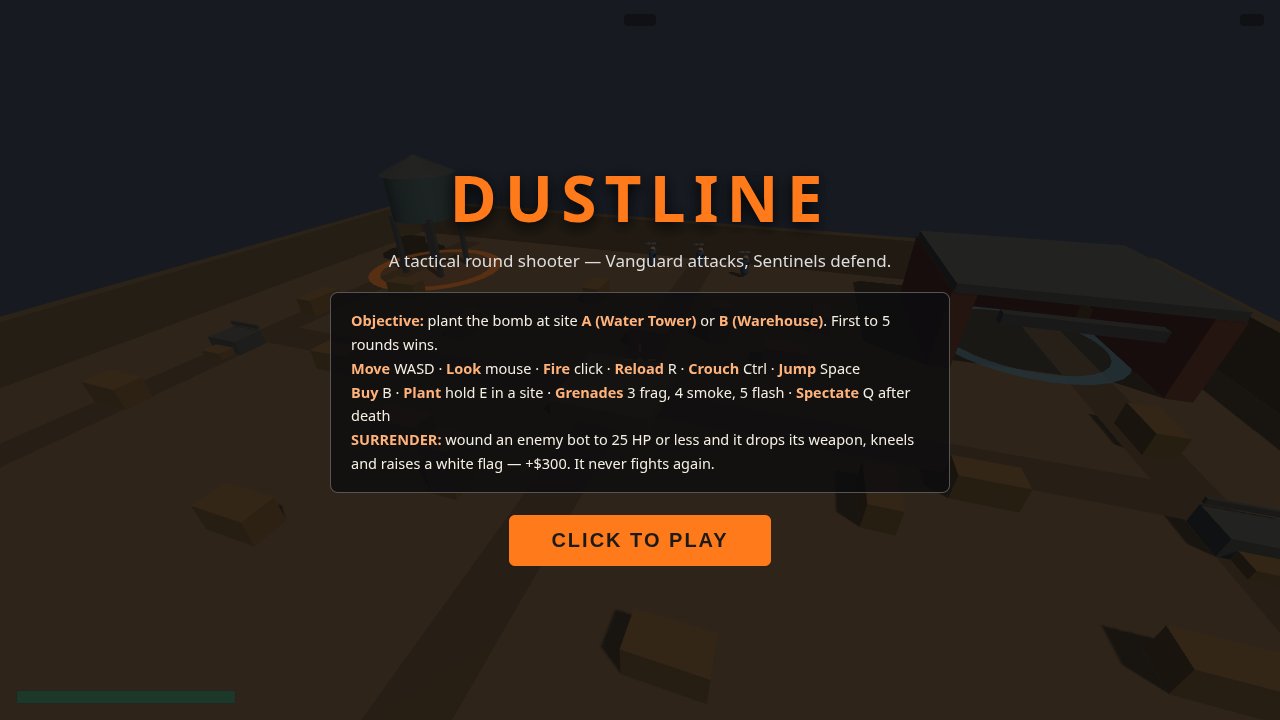 DUSTLINE
A tactical round shooter — Vanguard attacks, Sentinels defend.
Objective: plant the bomb at site A (Water Tower) or B (Warehouse). First to 5
rounds wins.
Move WASD · Look mouse · Fire click · Reload R · Crouch Ctrl · Jump Space
Buy B · Plant hold E in a site · Grenades 3 frag, 4 smoke, 5 flash · Spectate Q after
death
SURRENDER: wound an enemy bot to 25 HP or less and it drops its weapon, kneels
and raises a white flag — +$300. It never fights again.
CLICK TO PLAY